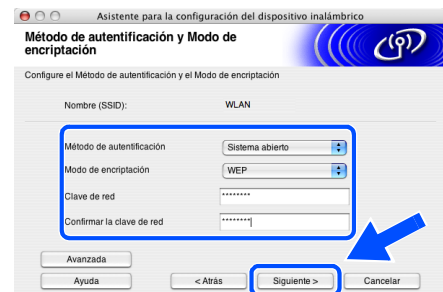 Asistente para la configuración del dispositivo inalámbrico
Método de autentificación y Modo de
encriptación
Configure el Método de autentificación y el Modo de encriptación
Nombre (SSID): WLAN
Método de autentificación Sistema abierto
Modo de encriptación WEP
Clave de red ********
Confirmar la clave de red ********
Avanzada
Ayuda < Atrás Siguiente > Cancelar